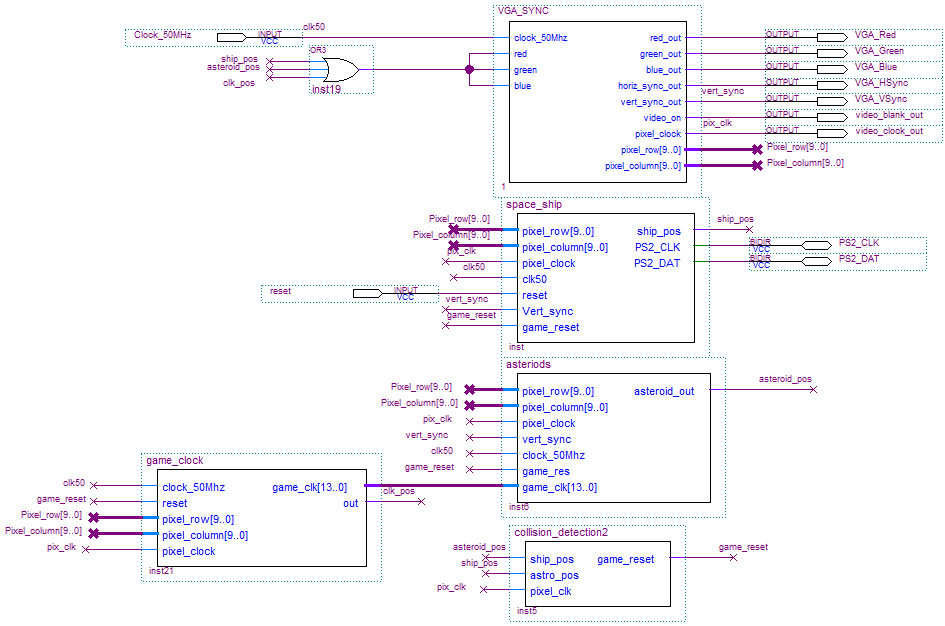 VGA_SYNC
Clock_50MHz INPUT VCC clk50
clock_50Mhz red_out OUTPUT VGA_Red
ship_pos OR3
red green_out OUTPUT VGA_Green
asteroid_pos
green blue_out OUTPUT VGA_Blue
clk_pos inst19
blue horiz_sync_out OUTPUT VGA_HSync
vert_sync
vert_sync_out OUTPUT VGA_VSync
video_on OUTPUT video_blank_out
pix_clk
pixel_clock OUTPUT video_clock_out
pixel_row[9..0] Pixel_row[9..0]
pixel_column[9..0] Pixel_column[9..0]
1
space_ship
Pixel_row[9..0] pixel_row[9..0] ship_pos ship_pos
Pixel_column[9..0] pixel_column[9..0] PS2_CLK BIDIR VCC PS2_CLK
pix_clk pixel_clock PS2_DAT BIDIR VCC PS2_DAT
clk50 clk50
reset INPUT VCC reset
vert_sync Vert_sync
game_reset game_reset
inst
asteriods
Pixel_row[9..0] pixel_row[9..0] asteroid_out asteroid_pos
Pixel_column[9..0] pixel_column[9..0]
pix_clk pixel_clock
vert_sync vert_sync
clk50 clock_50Mhz
game_reset game_res
game_clk[13..0]
inst6
game_clock
clk50 clock_50Mhz game_clk[13..0]
game_reset reset out clk_pos
Pixel_row[9..0] pixel_row[9..0]
Pixel_column[9..0] pixel_column[9..0]
pix_clk pixel_clock
inst21
collision_detection2
asteroid_pos ship_pos game_reset game_reset
ship_pos astro_pos
pix_clk pixel_clk
inst5